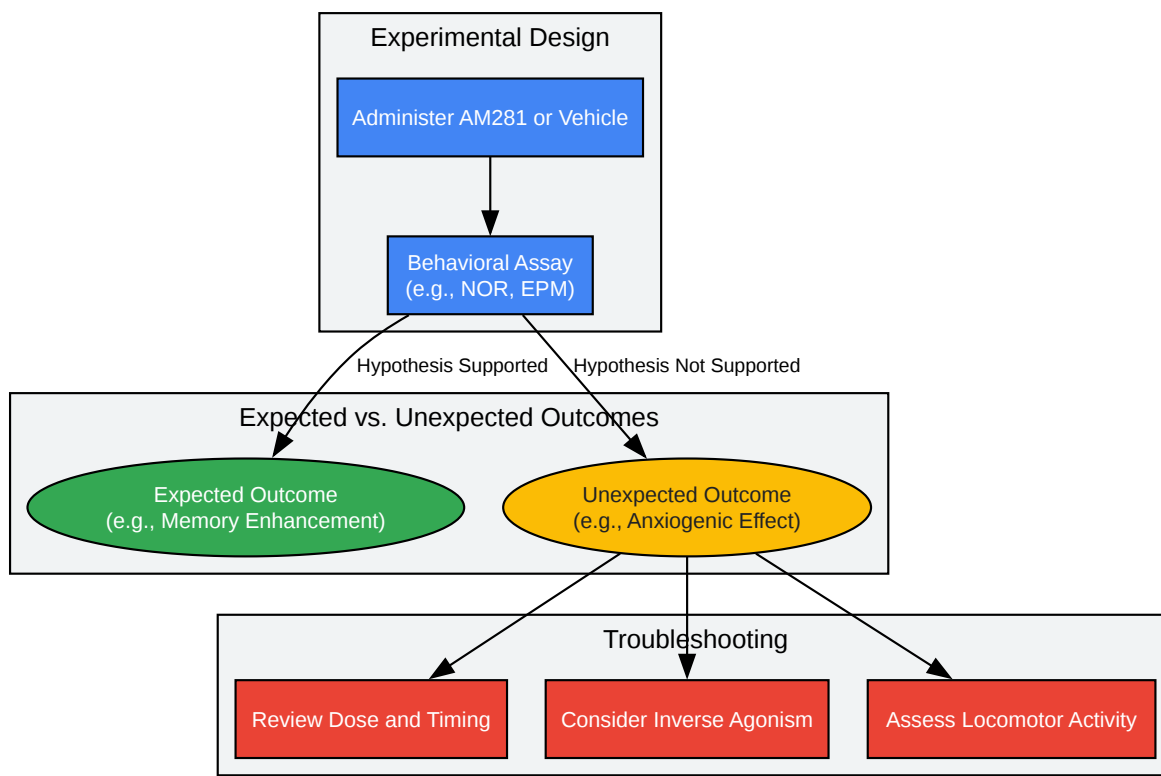 Experimental Design
Administer AM281 or Vehicle
Behavioral Assay
(e.g., NOR, EPM)
Hypothesis Supported
Hypothesis Not Supported
Expected vs. Unexpected Outcomes
Expected Outcome
(e.g., Memory Enhancement)
Unexpected Outcome
(e.g., Anxiogenic Effect)
Troubleshooting
Review Dose and Timing
Consider Inverse Agonism
Assess Locomotor Activity